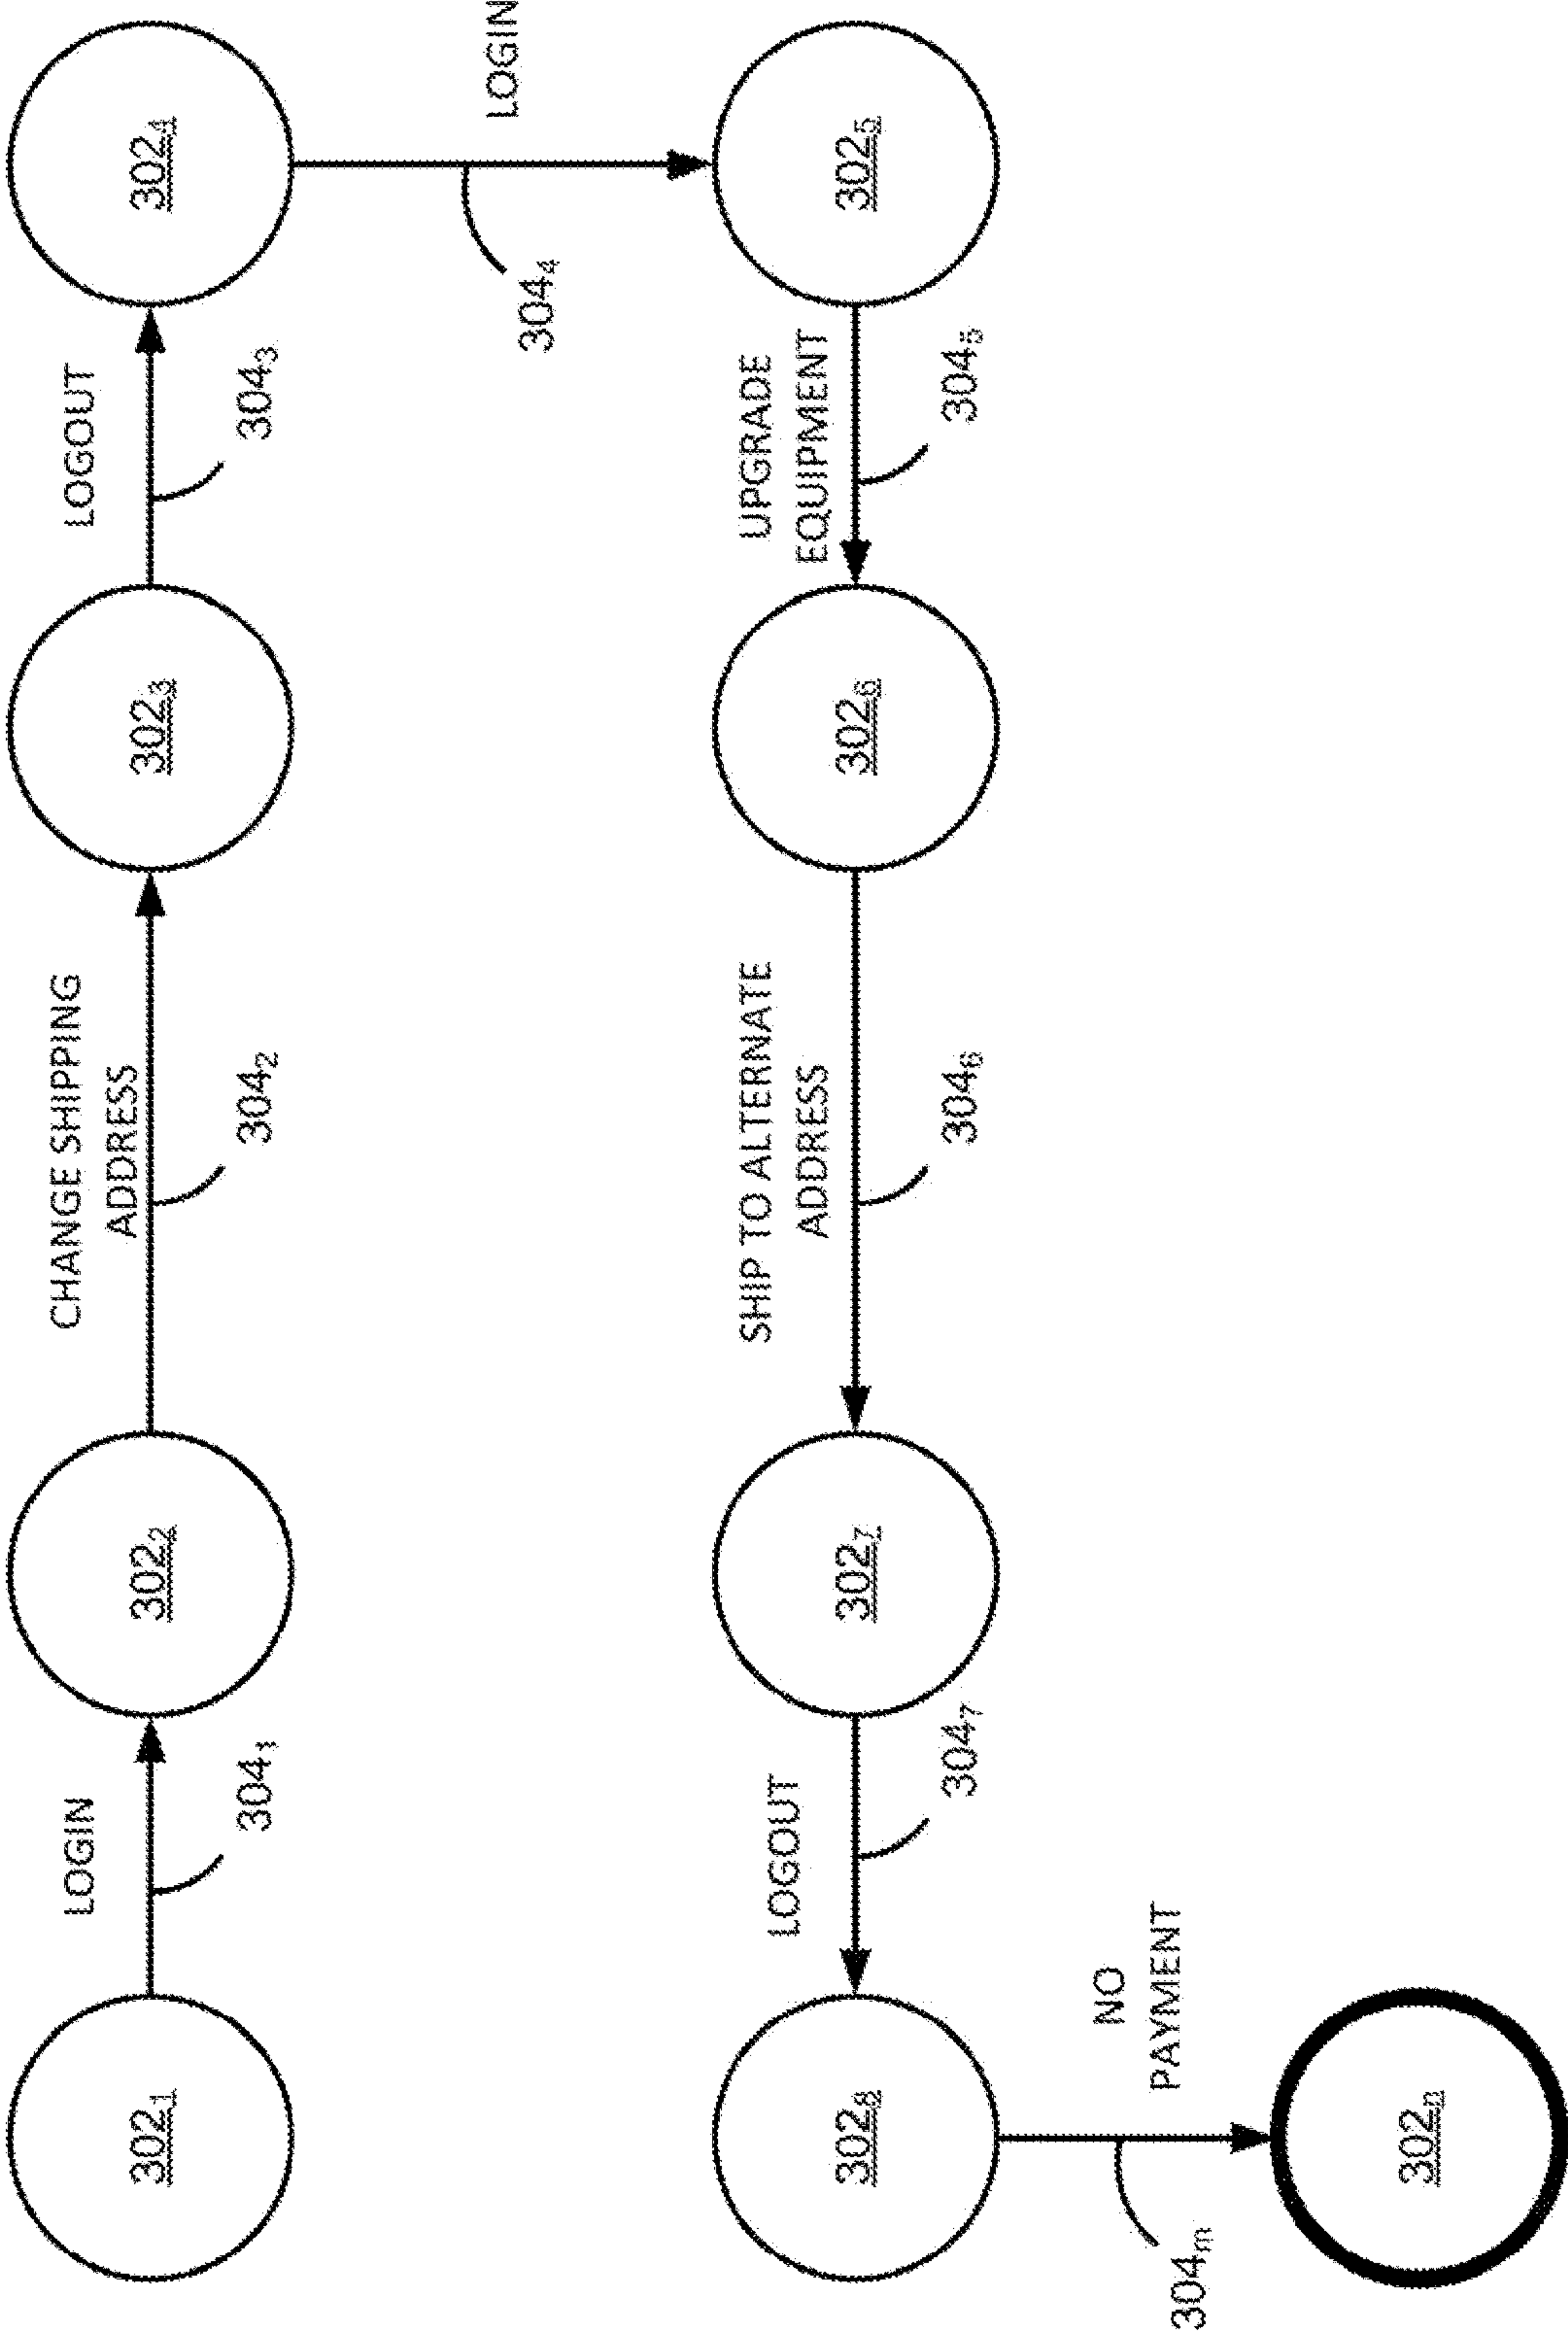 LOGIN
CHANGE SHIPPING
ADDRESS
LOGOUT
302₁
302₂
302₃
302₄
304₁
304₂
304₃
LOGIN
304₄
LOGOUT
SHIP TO ALTERNATE
ADDRESS
UPGRADE
EQUIPMENT
302₈
302₇
302₆
302₅
304₇
304₆
304₅
NO
PAYMENT
304ₘ
302ₙ